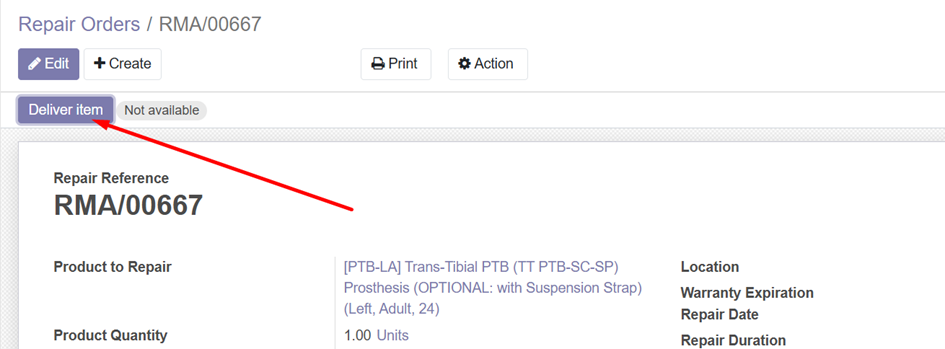 Repair Orders / RMA/00667
Edit Create Print Action
Deliver item Not available
Repair Reference
RMA/00667
Product to Repair
[PTB-LA] Trans-Tibial PTB (TT PTB-SC-SP)
Prosthesis (OPTIONAL: with Suspension Strap)
(Left, Adult, 24)
Product Quantity
1.00 Units
Location
Warranty Expiration
Repair Date
Repair Duration